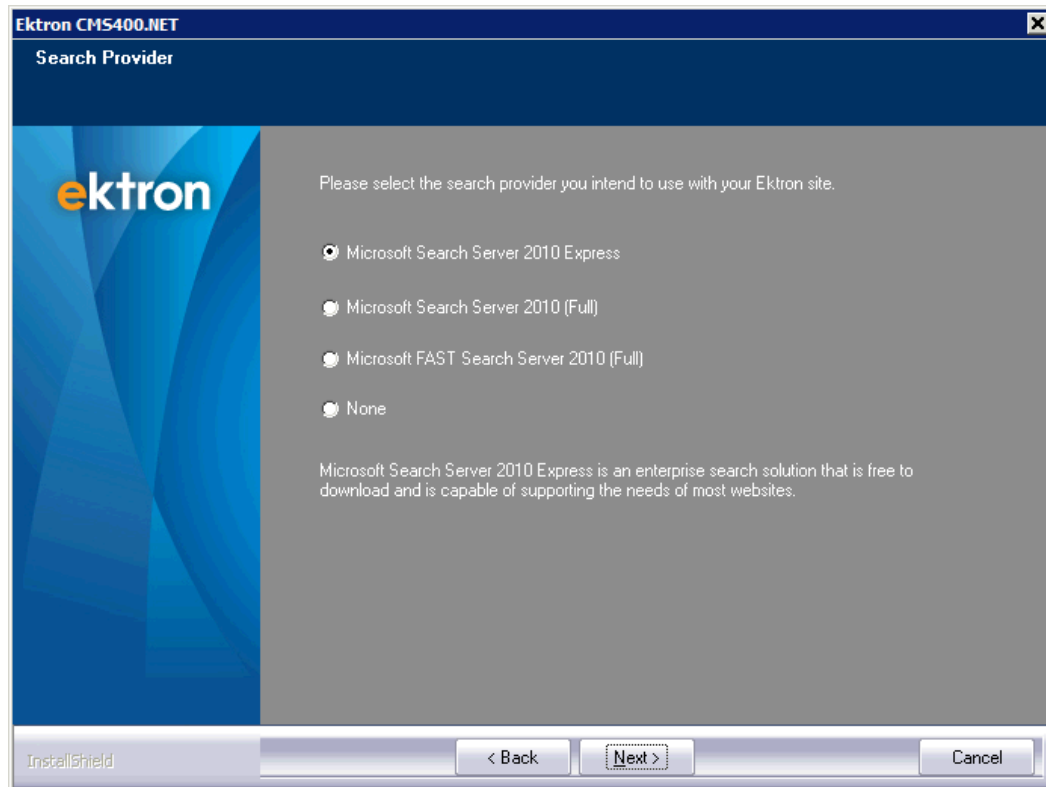 Ektron CMS400.NET
Search Provider
ektron
Please select the search provider you intend to use with your Ektron site.
Microsoft Search Server 2010 Express
Microsoft Search Server 2010 (Full)
Microsoft FAST Search Server 2010 (Full)
None
Microsoft Search Server 2010 Express is an enterprise search solution that is free to
download and is capable of supporting the needs of most websites.
InstallShield
< Back
Next >
Cancel